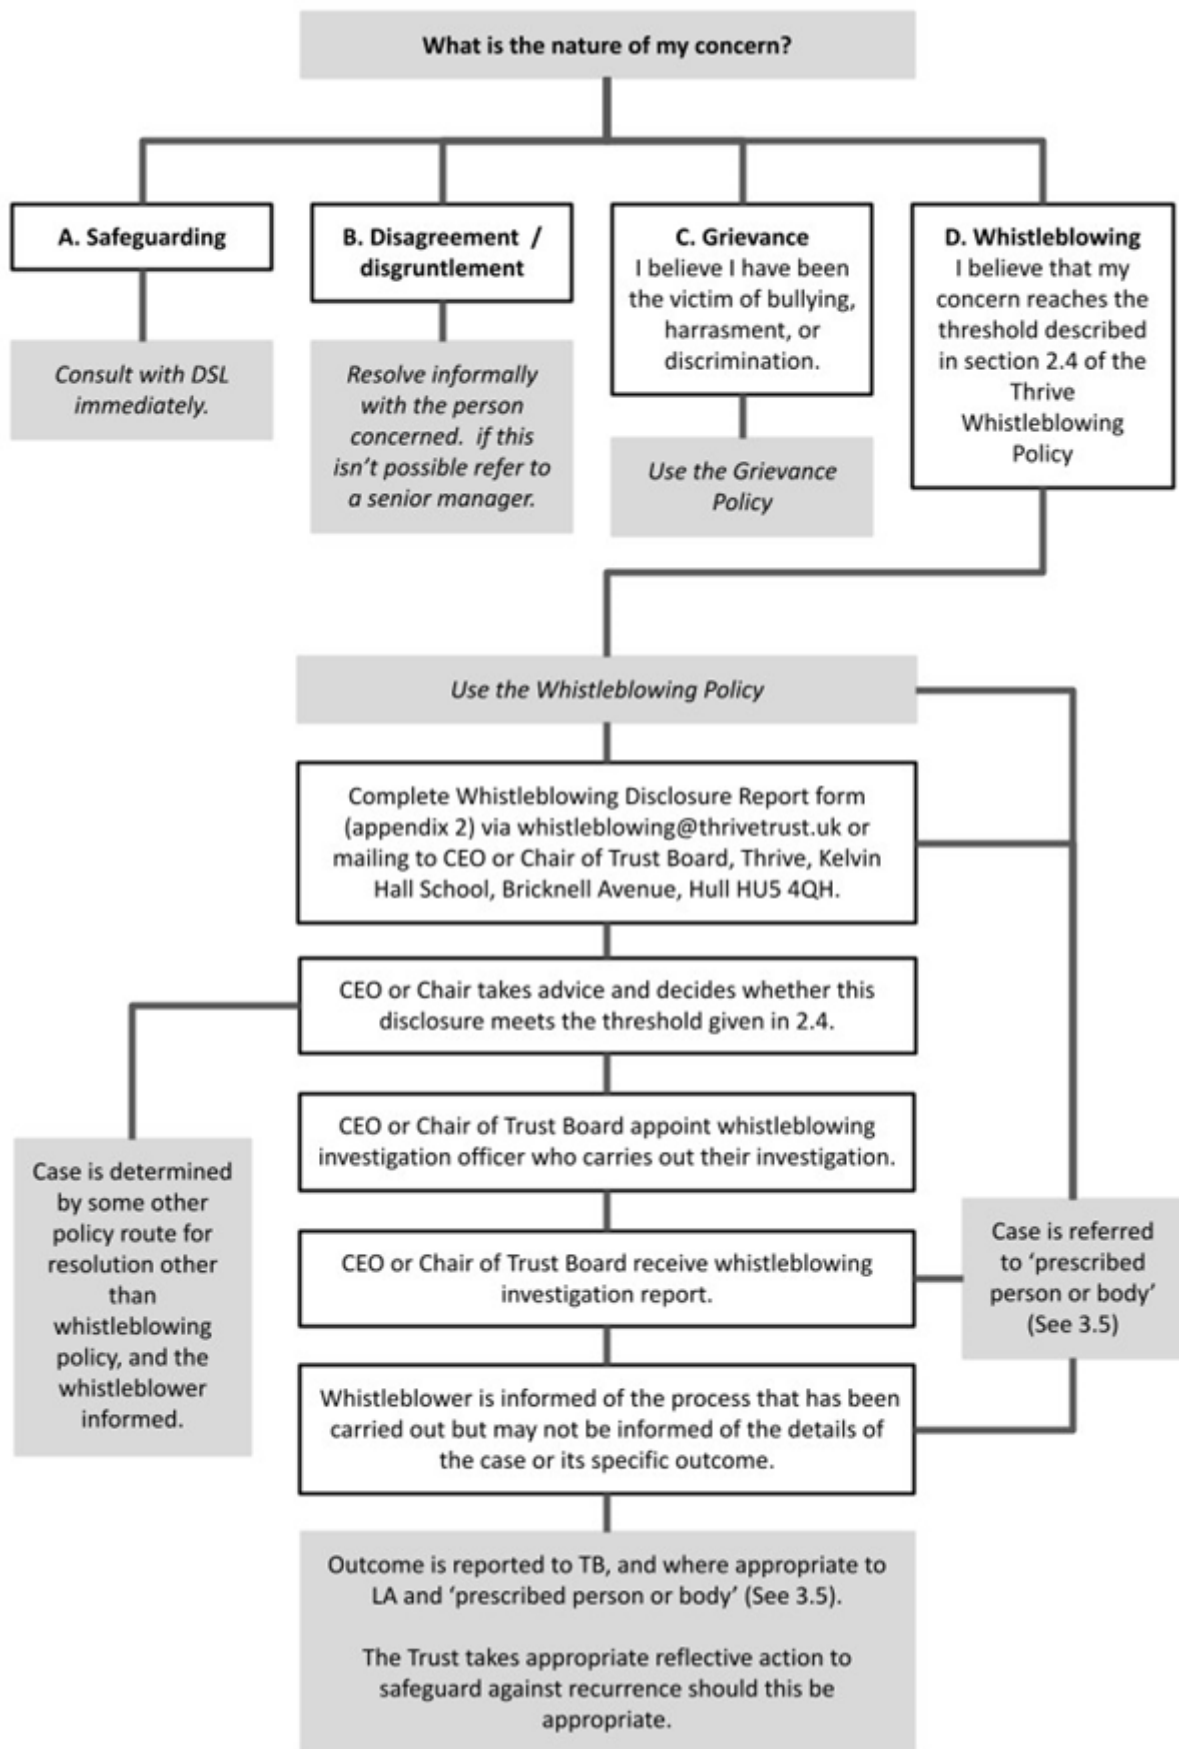 What is the nature of my concern?
A. Safeguarding
Consult with DSL
immediately.
B. Disagreement /
disgruntlement
Resolve informally
with the person
concerned. if this
isn't possible refer to
a senior manager.
C. Grievance
I believe I have been
the victim of bullying,
harrasment, or
discrimination.
Use the Grievance
Policy
D. Whistleblowing
I believe that my
concern reaches the
threshold described
in section 2.4 of the
Thrive
Whistleblowing
Policy
Use the Whistleblowing Policy
Complete Whistleblowing Disclosure Report form
(appendix 2) via whistleblowing@thrivetrust.uk or
mailing to CEO or Chair of Trust Board, Thrive, Kelvin
Hall School, Bricknell Avenue, Hull HU5 4QH.
CEO or Chair takes advice and decides whether this
disclosure meets the threshold given in 2.4.
CEO or Chair of Trust Board appoint whistleblowing
investigation officer who carries out their investigation.
Case is determined
by some other
policy route for
resolution other
than
whistleblowing
policy, and the
whistleblower
informed.
CEO or Chair of Trust Board receive whistleblowing
investigation report.
Case is referred
to ‘prescribed
person or body’
(See 3.5)
Whistleblower is informed of the process that has been
carried out but may not be informed of the details of
the case or its specific outcome.
Outcome is reported to TB, and where appropriate to
LA and ‘prescribed person or body’ (See 3.5).
The Trust takes appropriate reflective action to
safeguard against recurrence should this be
appropriate.